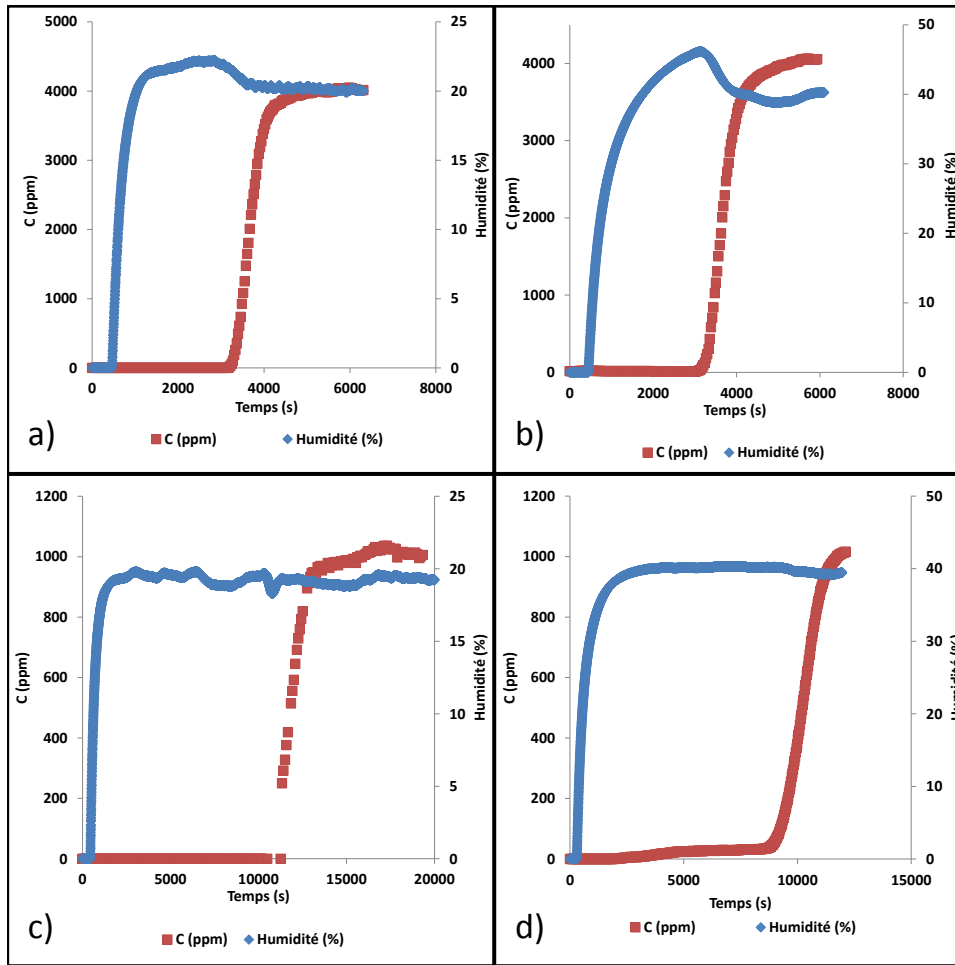 5000
4000
3000
2000
1000
0
C (ppm)
25
20
15
10
5
0
Humidité (%)
0
2000
4000
6000
8000
Temps (s)
a)
C (ppm)
Humidité (%)
4000
3000
2000
1000
0
C (ppm)
50
40
30
20
10
0
Humidité (%)
0
2000
4000
6000
8000
Temps (s)
b)
C (ppm)
Humidité (%)
1200
1000
800
600
400
200
0
C (ppm)
25
20
15
10
5
0
Humidité (%)
0
5000
10000
15000
20000
Temps (s)
c)
C (ppm)
Humidité (%)
1200
1000
800
600
400
200
0
C (ppm)
50
40
30
20
10
0
Humidité (%)
0
5000
10000
15000
Temps (s)
d)
C (ppm)
Humidité (%)